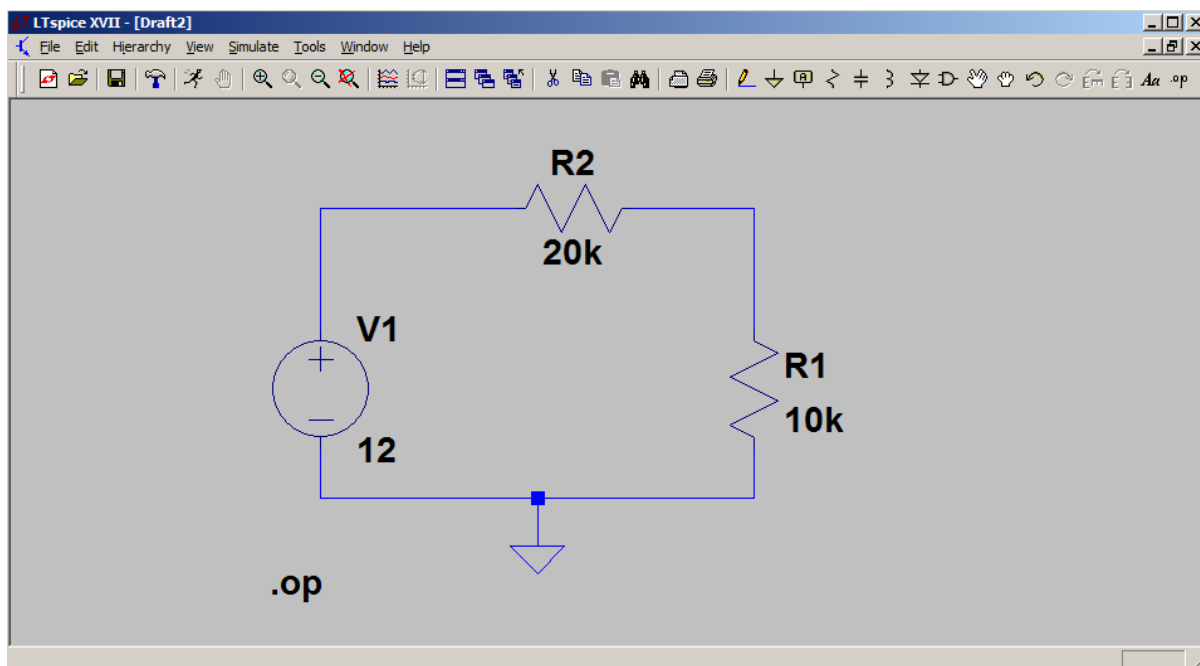 LTspice XVII - [Draft2]
File Edit Hierarchy View Simulate Tools Window Help
Aa .op
R2
20k
V1
12
R1
10k
.op